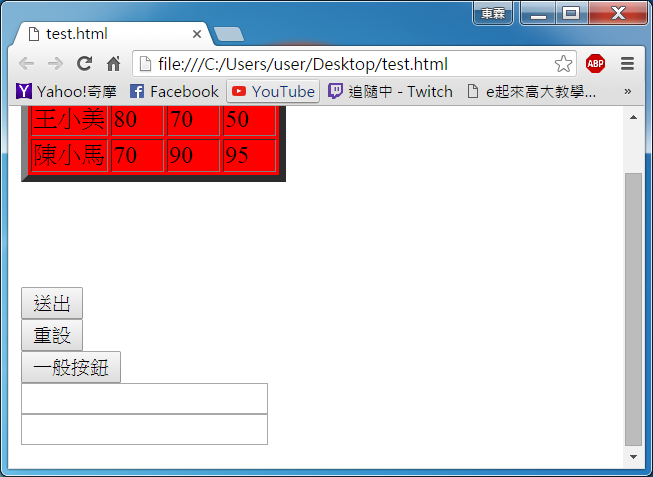 東霖
test.html
file:///C:/Users/user/Desktop/test.html
ABP
Yahoo!奇摩 Facebook YouTube 追隨中 - Twitch e起來高大教學... »
王小美 80 70 50
陳小馬 70 90 95
送出
重設
一般按鈕